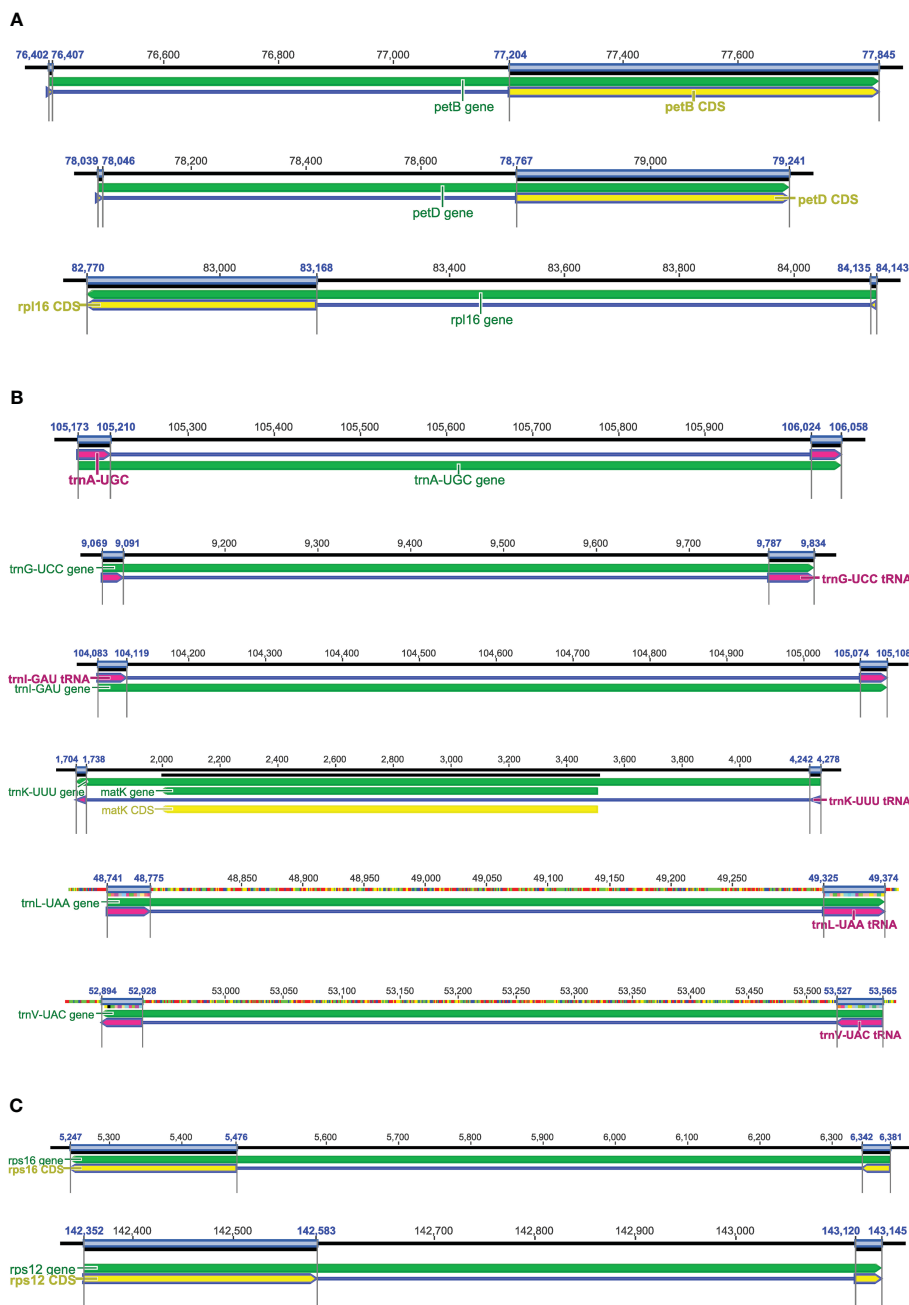 A
76,402 76,407 76,600 76,800 77,000 77,204 77,400 77,600 77,845
petB gene petB CDS
78,039 78,046 78,200 78,400 78,600 78,767 79,000 79,241
petD CDS
petD gene
82,770 83,000 83,168 83,400 83,600 83,800 84,000 84,135 84,143
rpl16 CDS
rpl16 gene
B
105,173 105,210 105,300 105,400 105,500 105,600 105,700 105,800 105,900 106,024 106,058
trnA-UGC trnA-UGC gene
9,069 9,091 9,200 9,300 9,400 9,500 9,600 9,700 9,787 9,834
trnG-UCC gene
trnG-UCC tRNA
104,083 104,119 104,200 104,300 104,400 104,500 104,600 104,700 104,800 104,900 105,000 105,074 105,108
trnI-GAU tRNA
trnI-GAU gene
1,704 1,738 2,000 2,200 2,400 2,600 2,800 3,000 3,200 3,400 3,600 3,800 4,000 4,242 4,278
trnK-UUU gene matK gene
trnK-UUU tRNA
matK CDS
48,741 48,775 48,850 48,900 48,950 49,000 49,050 49,100 49,150 49,200 49,250 49,325 49,374
trnL-UAA gene
trnL-UAA tRNA
52,894 52,928 53,000 53,050 53,100 53,150 53,200 53,250 53,300 53,350 53,400 53,450 53,500 53,527 53,565
trnV-UAC gene
trnV-UAC tRNA
C
5,247 5,300 5,400 5,476 5,600 5,700 5,800 5,900 6,000 6,100 6,200 6,300 6,342 6,381
rps16 gene
rps16 CDS
142,352 142,400 142,500 142,583 142,700 142,800 142,900 143,000 143,120 143,145
rps12 gene
rps12 CDS